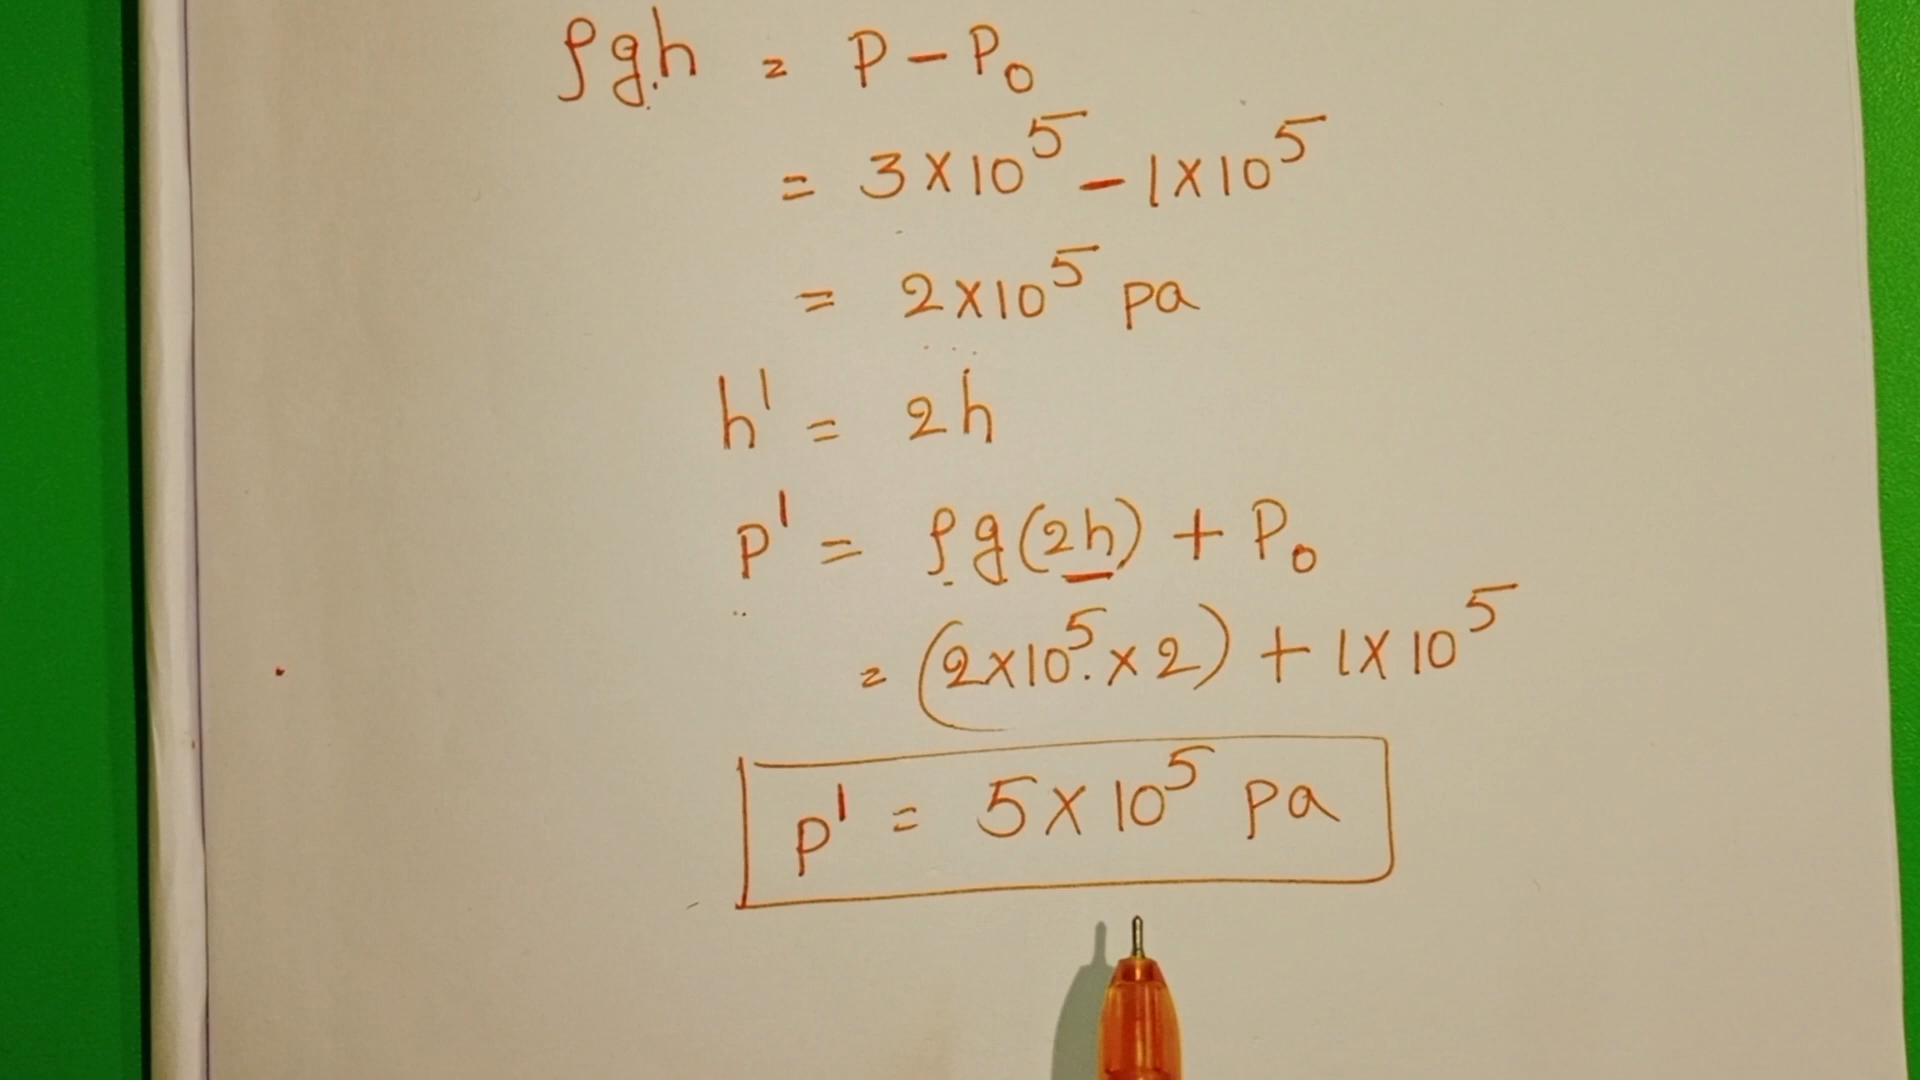 ρgh = P - P₀
= 3×10⁵ - 1×10⁵
= 2×10⁵ pa
h' = 2h
p' = ρg(2h) + P₀
= (2×10⁵.×2) + 1×10⁵
p' = 5×10⁵ pa